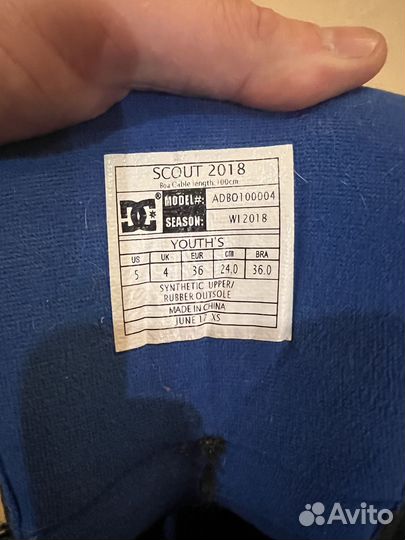 SCOUT 2018
Boa Cable length: 100cm
MODEL#: ADBO100004
SEASON: WI2018
YOUTH'S
US UK EUR cm BRA
5 4 36 24.0 36.0
SYNTHETIC UPPER/
RUBBER OUTSOLE
MADE IN CHINA
JUNE 17 XS
Avito